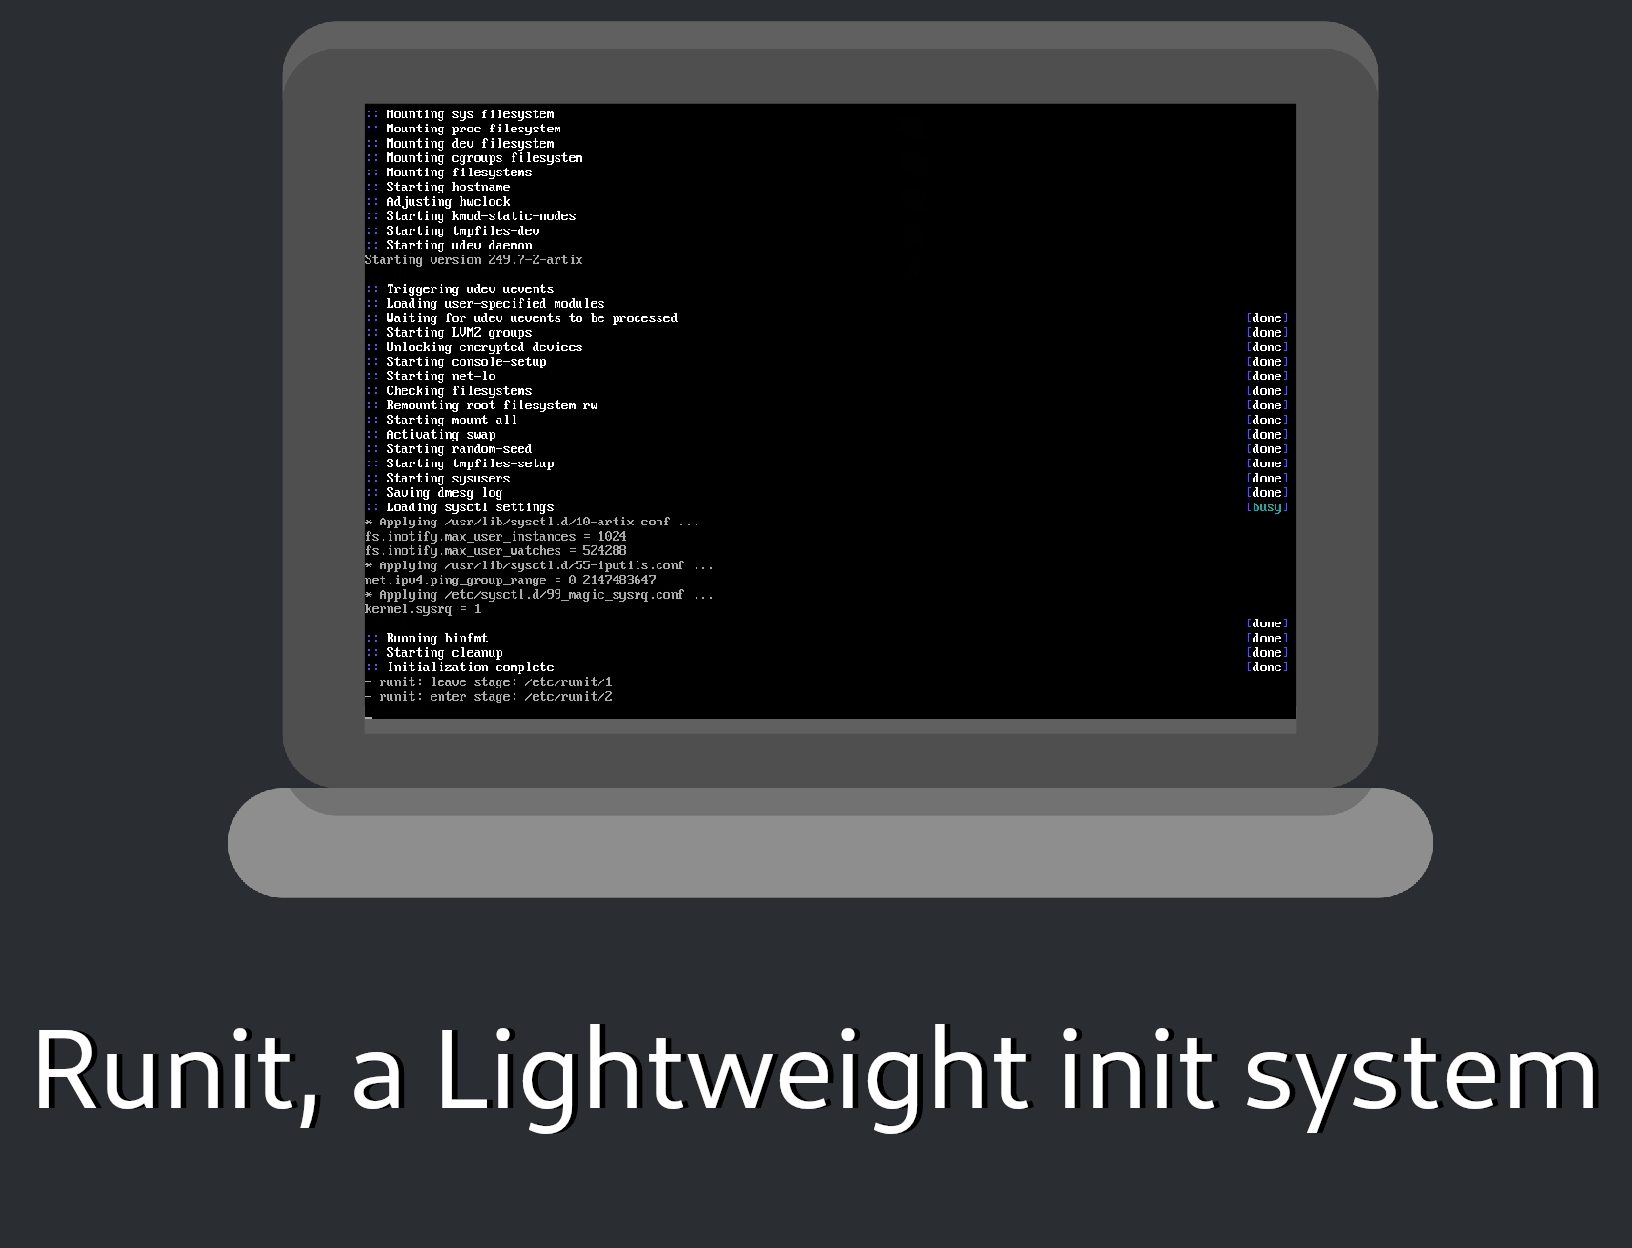 :: Mounting sys filesystem
:: Mounting proc filesystem
:: Mounting dev filesystem
:: Mounting cgroups filesystem
:: Mounting filesystems
:: Starting hostname
:: Adjusting hwclock
:: Starting kmod-static-nodes
:: Starting tmpfiles-dev
:: Starting udev daemon
Starting version 249.7-2-artix
:: Triggering udev uevents
:: Loading user-specified modules
:: Waiting for udev uevents to be processed [done]
:: Starting LVM2 groups [done]
:: Unlocking encrypted devices [done]
:: Starting console-setup [done]
:: Starting net-lo [done]
:: Checking filesystems [done]
:: Remounting root filesystem rw [done]
:: Starting mount all [done]
:: Activating swap [done]
:: Starting random-seed [done]
:: Starting tmpfiles-setup [done]
:: Starting sysusers [done]
:: Saving dmesg log [done]
:: Loading sysctl settings [busy]
* Applying /usr/lib/sysctl.d/10-artix.conf ...
fs.inotify.max_user_instances = 1024
fs.inotify.max_user_watches = 524288
* Applying /usr/lib/sysctl.d/55-iputils.conf ...
net.ipv4.ping_group_range = 0 2147483647
* Applying /etc/sysctl.d/99_magic_sysrq.conf ...
kernel.sysrq = 1
[done]
:: Running binfmt [done]
:: Starting cleanup [done]
:: Initialization complete [done]
- runit: leave stage: /etc/runit/1
- runit: enter stage: /etc/runit/2
Runit, a Lightweight init system